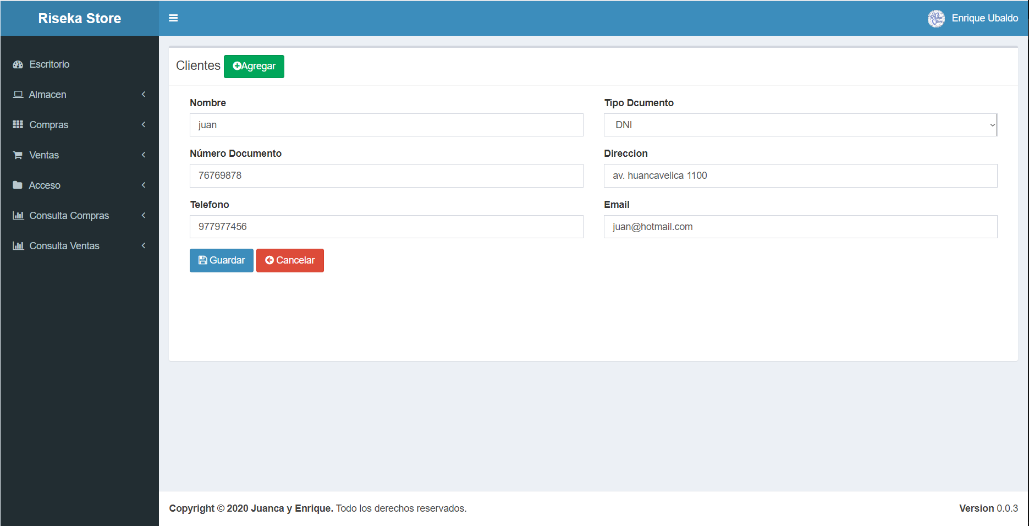 Riseka Store
Enrique Ubaldo
Escritorio
Almacen
Compras
Ventas
Acceso
Consulta Compras
Consulta Ventas
Clientes Agregar
Nombre
juan
Tipo Dcumento
DNI
Número Documento
76769878
Direccion
av. huancavelica 1100
Telefono
977977456
Email
juan@hotmail.com
Guardar Cancelar
Copyright © 2020 Juanca y Enrique. Todo los derechos reservados.
Version 0.0.3